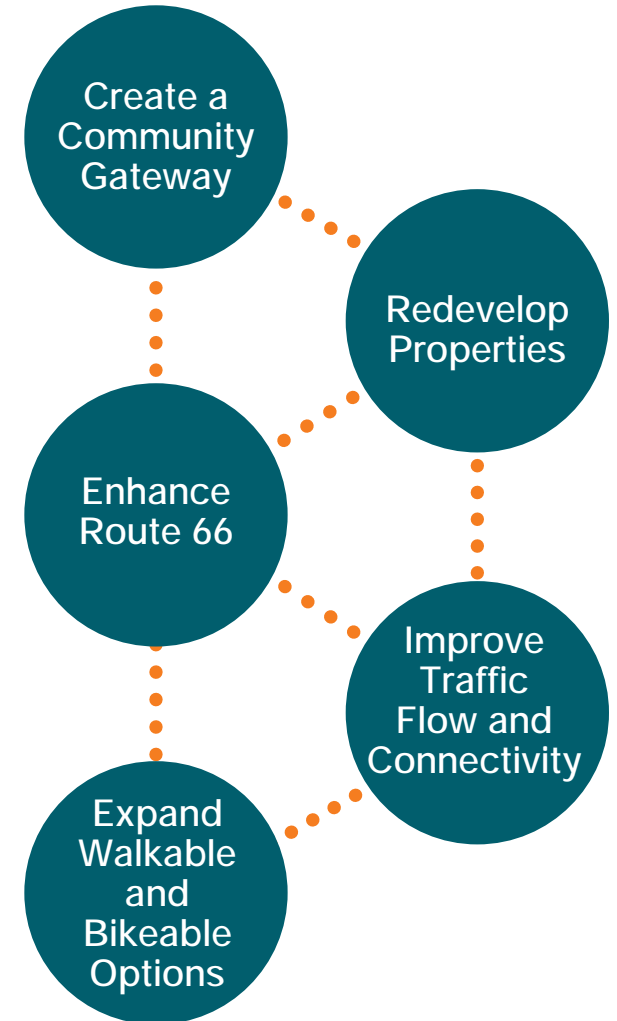 Create a
Community
Gateway
Redevelop
Properties
Enhance
Route 66
Improve
Traffic
Flow and
Connectivity
Expand
Walkable
and
Bikeable
Options